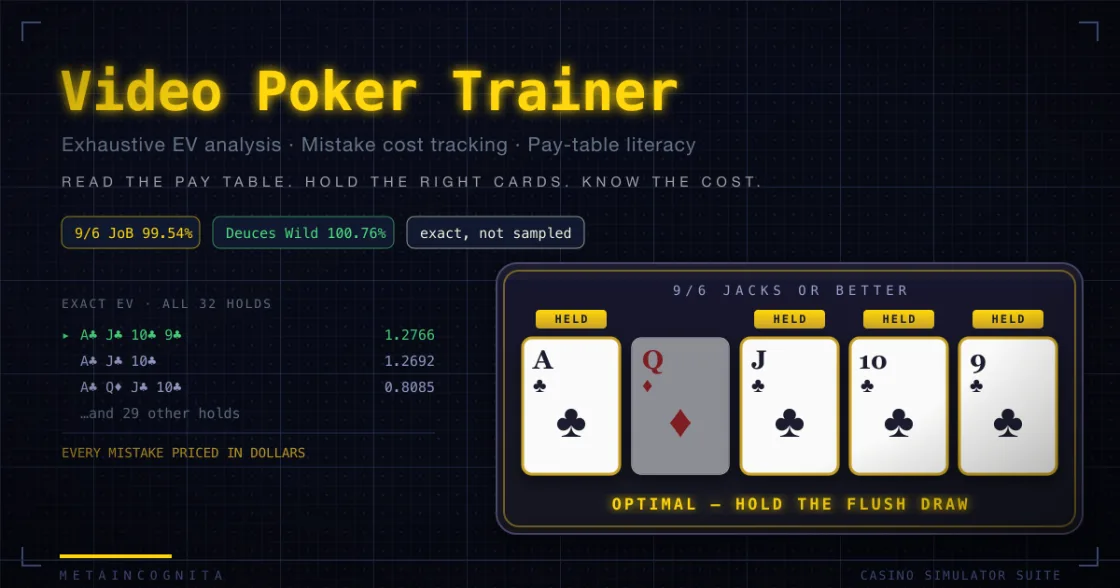 Video Poker Trainer
Exhaustive EV analysis · Mistake cost tracking · Pay-table literacy
READ THE PAY TABLE. HOLD THE RIGHT CARDS. KNOW THE COST.
9/6 JoB 99.54% Deuces Wild 100.76% exact, not sampled
EXACT EV · ALL 32 HOLDS
▸ A♣ J♣ 10♣ 9♣ 1.2766
A♣ J♣ 10♣ 1.2692
A♣ Q♦ J♣ 10♣ 0.8085
…and 29 other holds
EVERY MISTAKE PRICED IN DOLLARS
9/6 JACKS OR BETTER
HELD HELD HELD HELD
A Q J 10 9
♣ ♦ ♣ ♣ ♣
♣ ♦ ♣ ♣ ♣
OPTIMAL — HOLD THE FLUSH DRAW
METAINCOGNITA
CASINO SIMULATOR SUITE